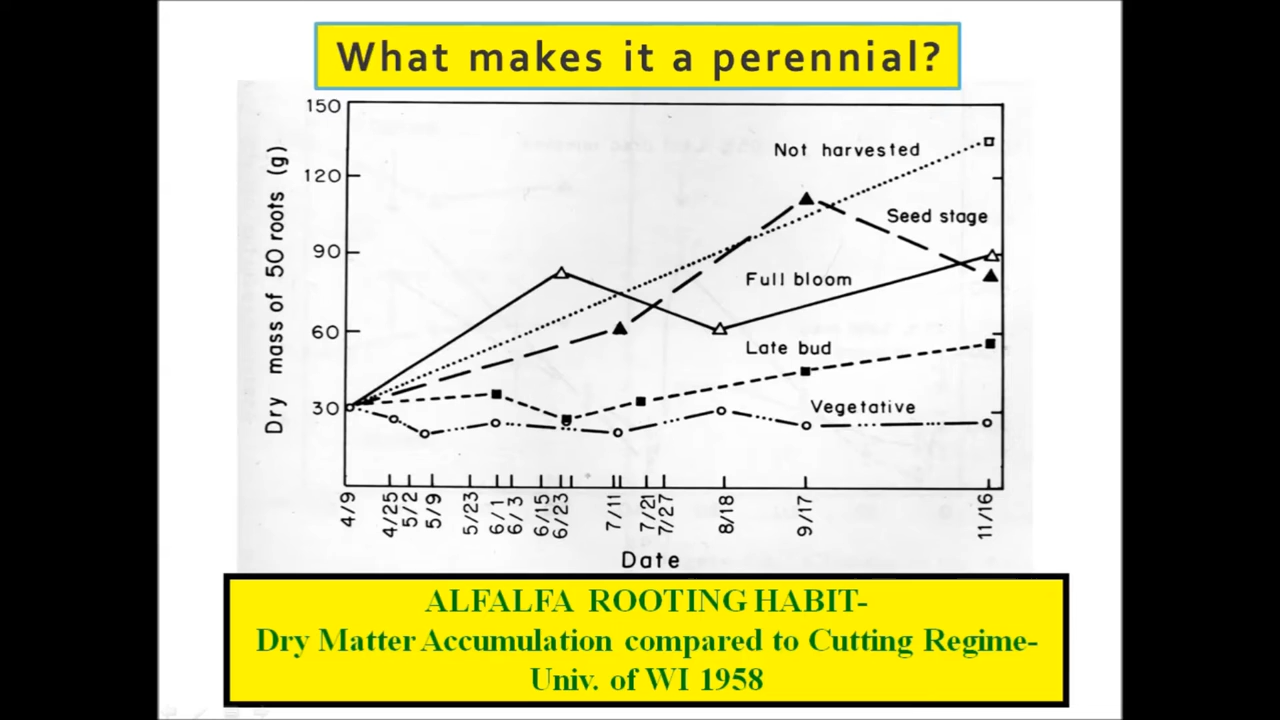 What makes it a perennial?
150
120
90
60
30
Dry mass of 50 roots (g)
Not harvested
Seed stage
Full bloom
Late bud
Vegetative
4/9
4/25
5/2
5/9
5/23
6/1
6/3
6/15
6/23
7/11
7/21
7/27
8/18
9/17
11/16
Date
ALFALFA ROOTING HABIT-
Dry Matter Accumulation compared to Cutting Regime-
Univ. of WI 1958